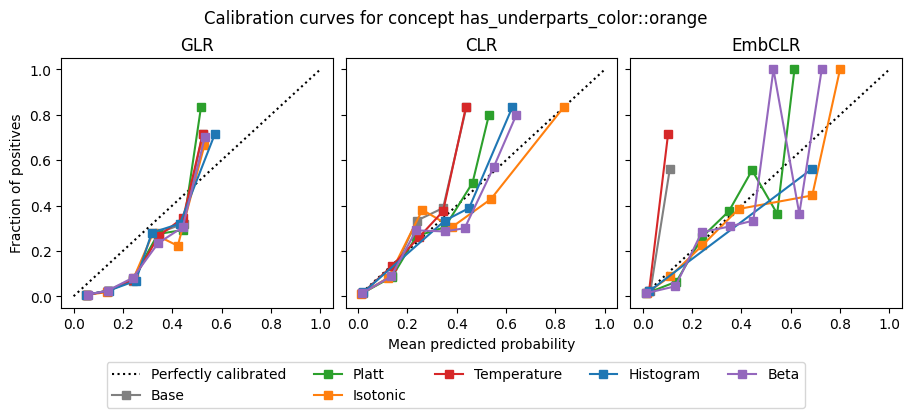 Calibration curves for concept has_underparts_color::orange
GLR
CLR
EmbCLR
Fraction of positives
1.0
0.8
0.6
0.4
0.2
0.0
0.0 0.2 0.4 0.6 0.8 1.0
0.0 0.2 0.4 0.6 0.8 1.0
0.0 0.2 0.4 0.6 0.8 1.0
Mean predicted probability
Perfectly calibrated Platt Temperature Histogram Beta
Base Isotonic